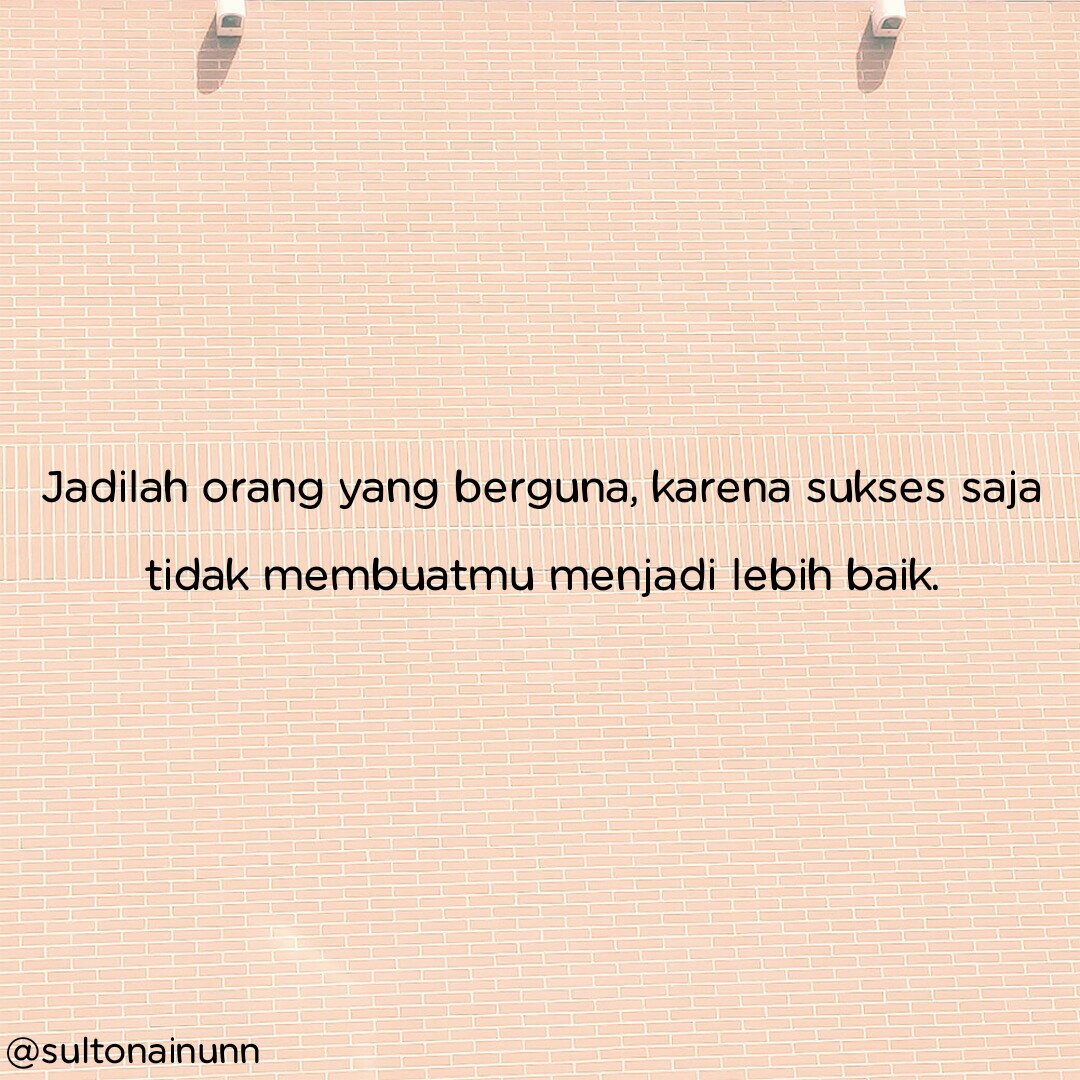 Jadilah orang yang berguna, karena sukses saja
tidak membuatmu menjadi lebih baik.
@sultonainunn